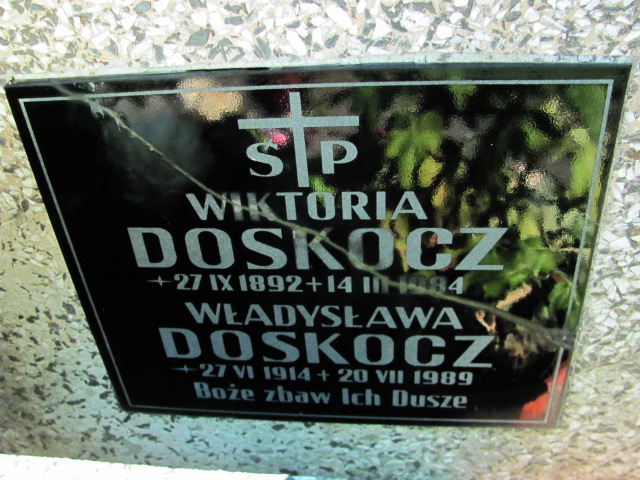 Ś P
WIKTORIA
DOSKOCZ
27 IX 1892 + 14 III 1984
WŁADYSŁAWA
DOSKOCZ
27 VI 1914 + 20 VII 1989
Boże zbaw Ich Dusze